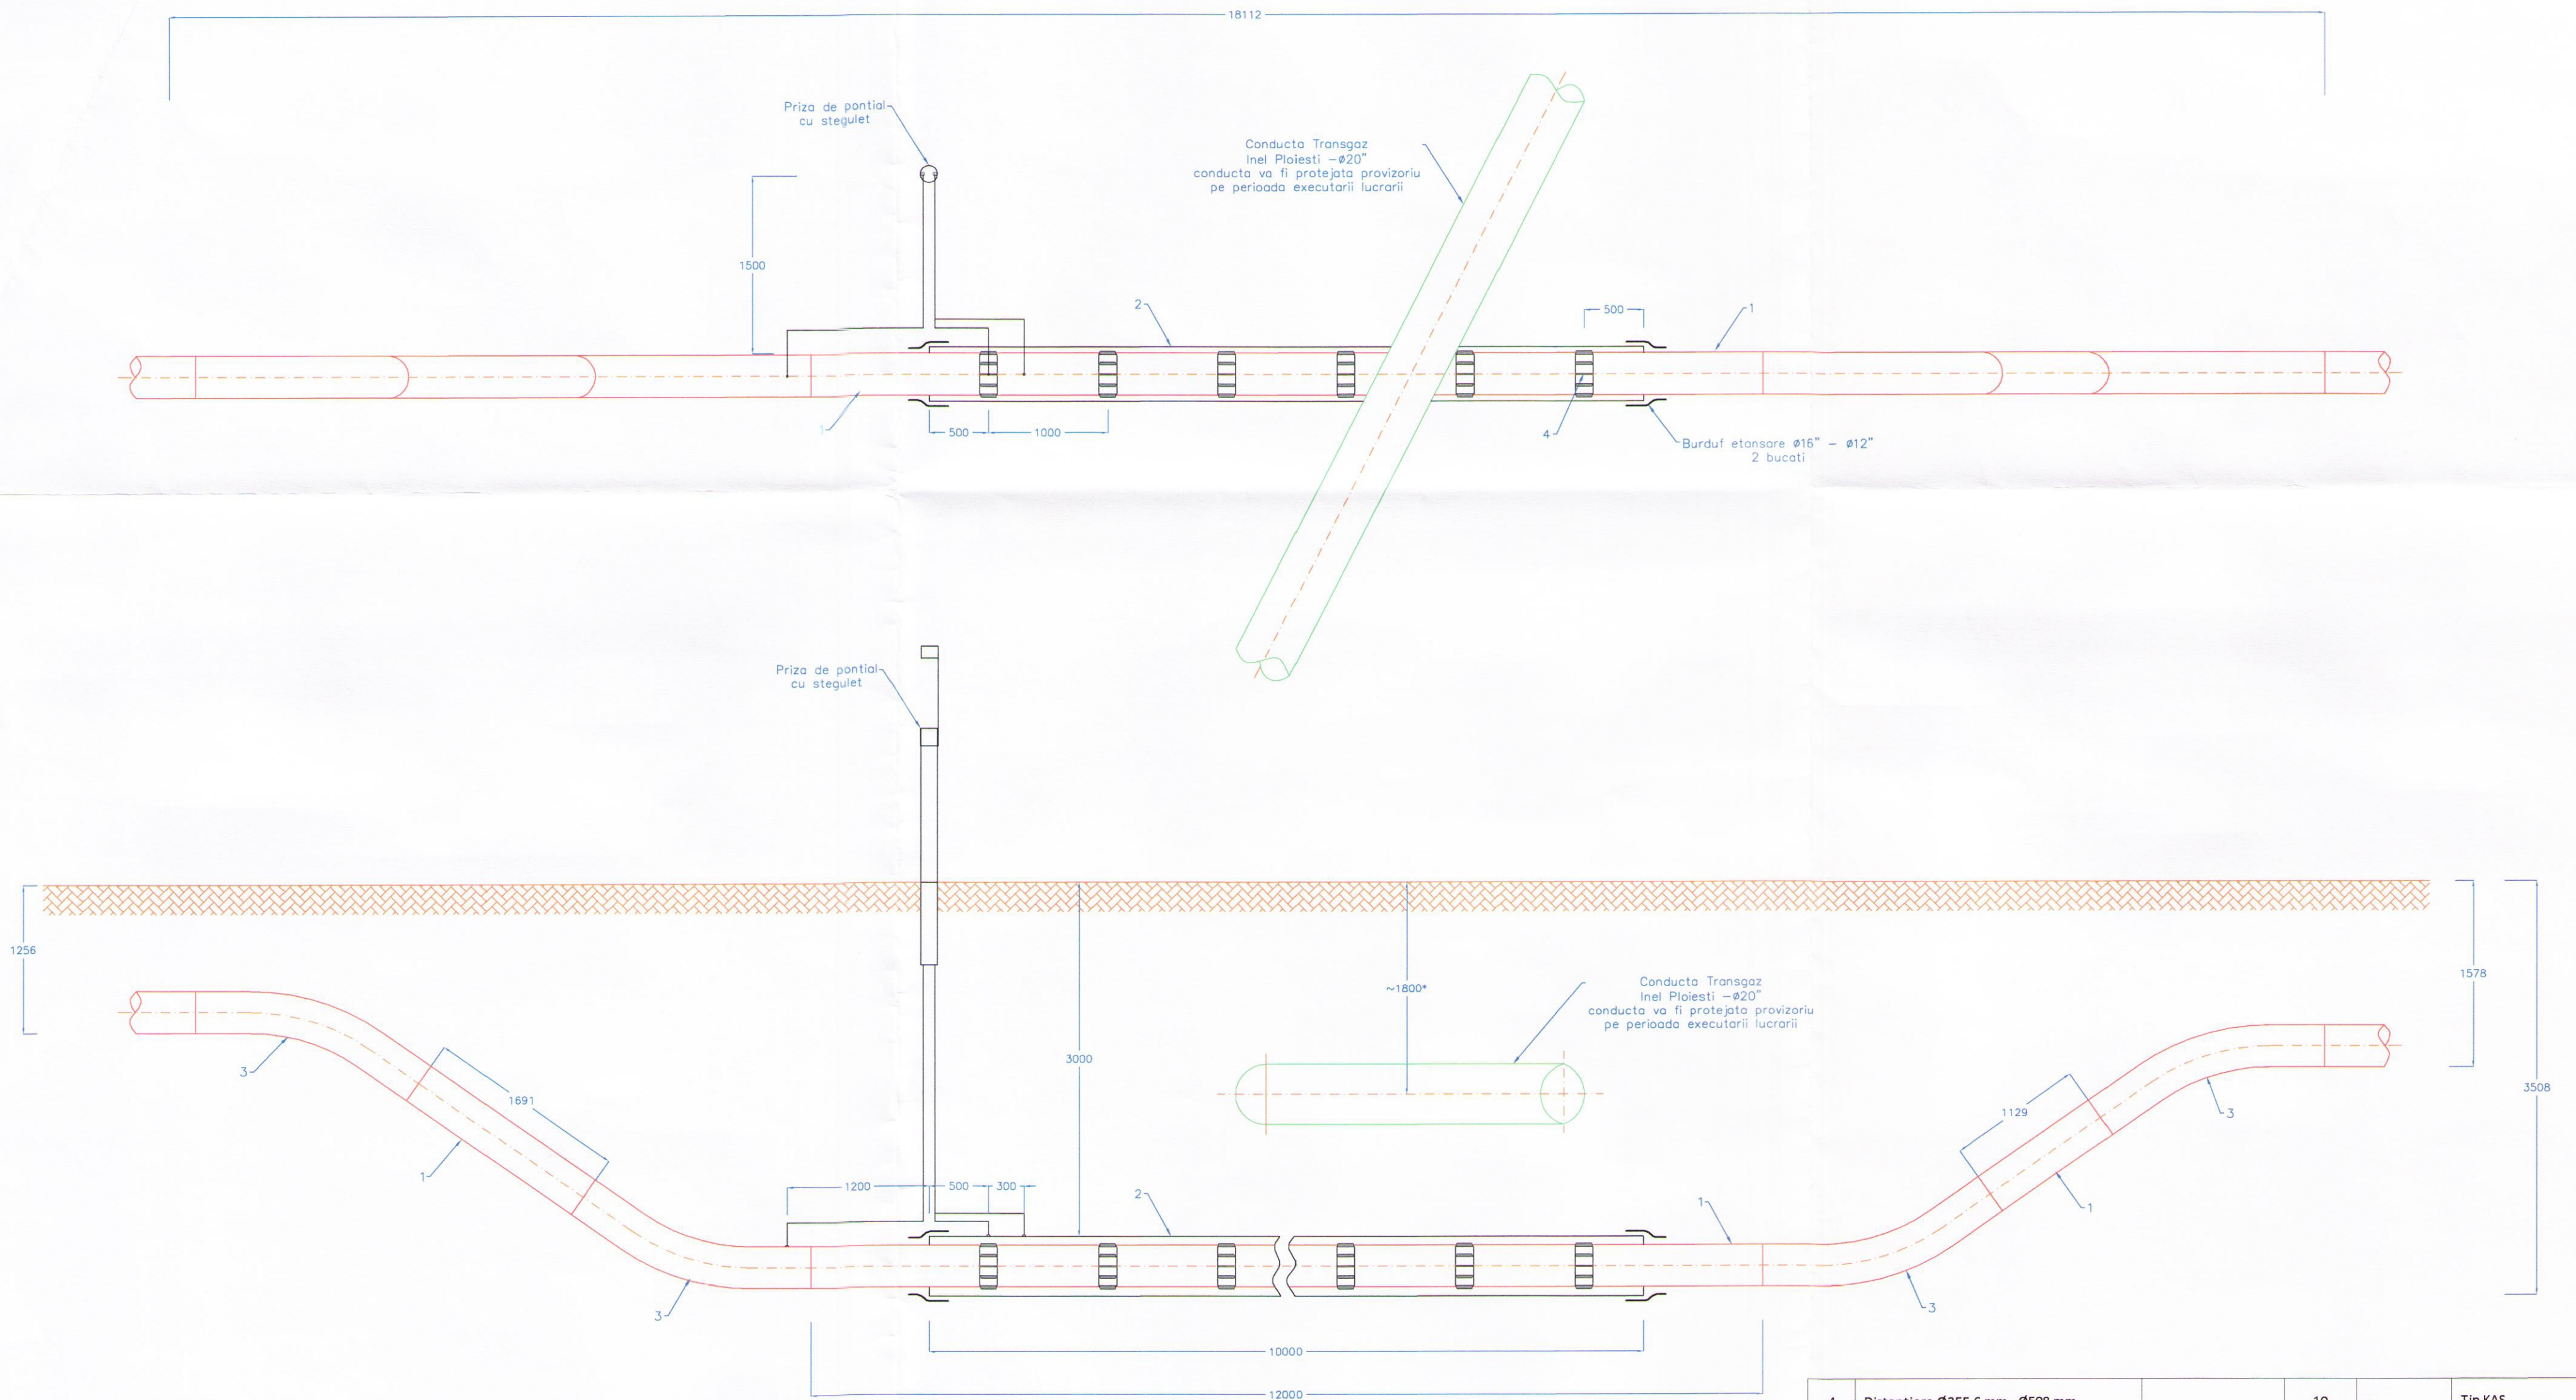 18112
Priza de pontial
cu stegulet
Conducta Transgaz
Inel Ploiesti -ø20"
conducta va fi protejata provizoriu
pe perioada executarii lucrarii
1500
2
500
1
1
500
1000
4
Burduf etansare ø16" - ø12"
2 bucati
Priza de pontial
cu stegulet
1256
~1800*
Conducta Transgaz
Inel Ploiesti -ø20"
conducta va fi protejata provizoriu
pe perioada executarii lucrarii
1578
3000
3508
3
1691
1129
3
1
1200
500
300
2
1
1
3
3
10000
12000